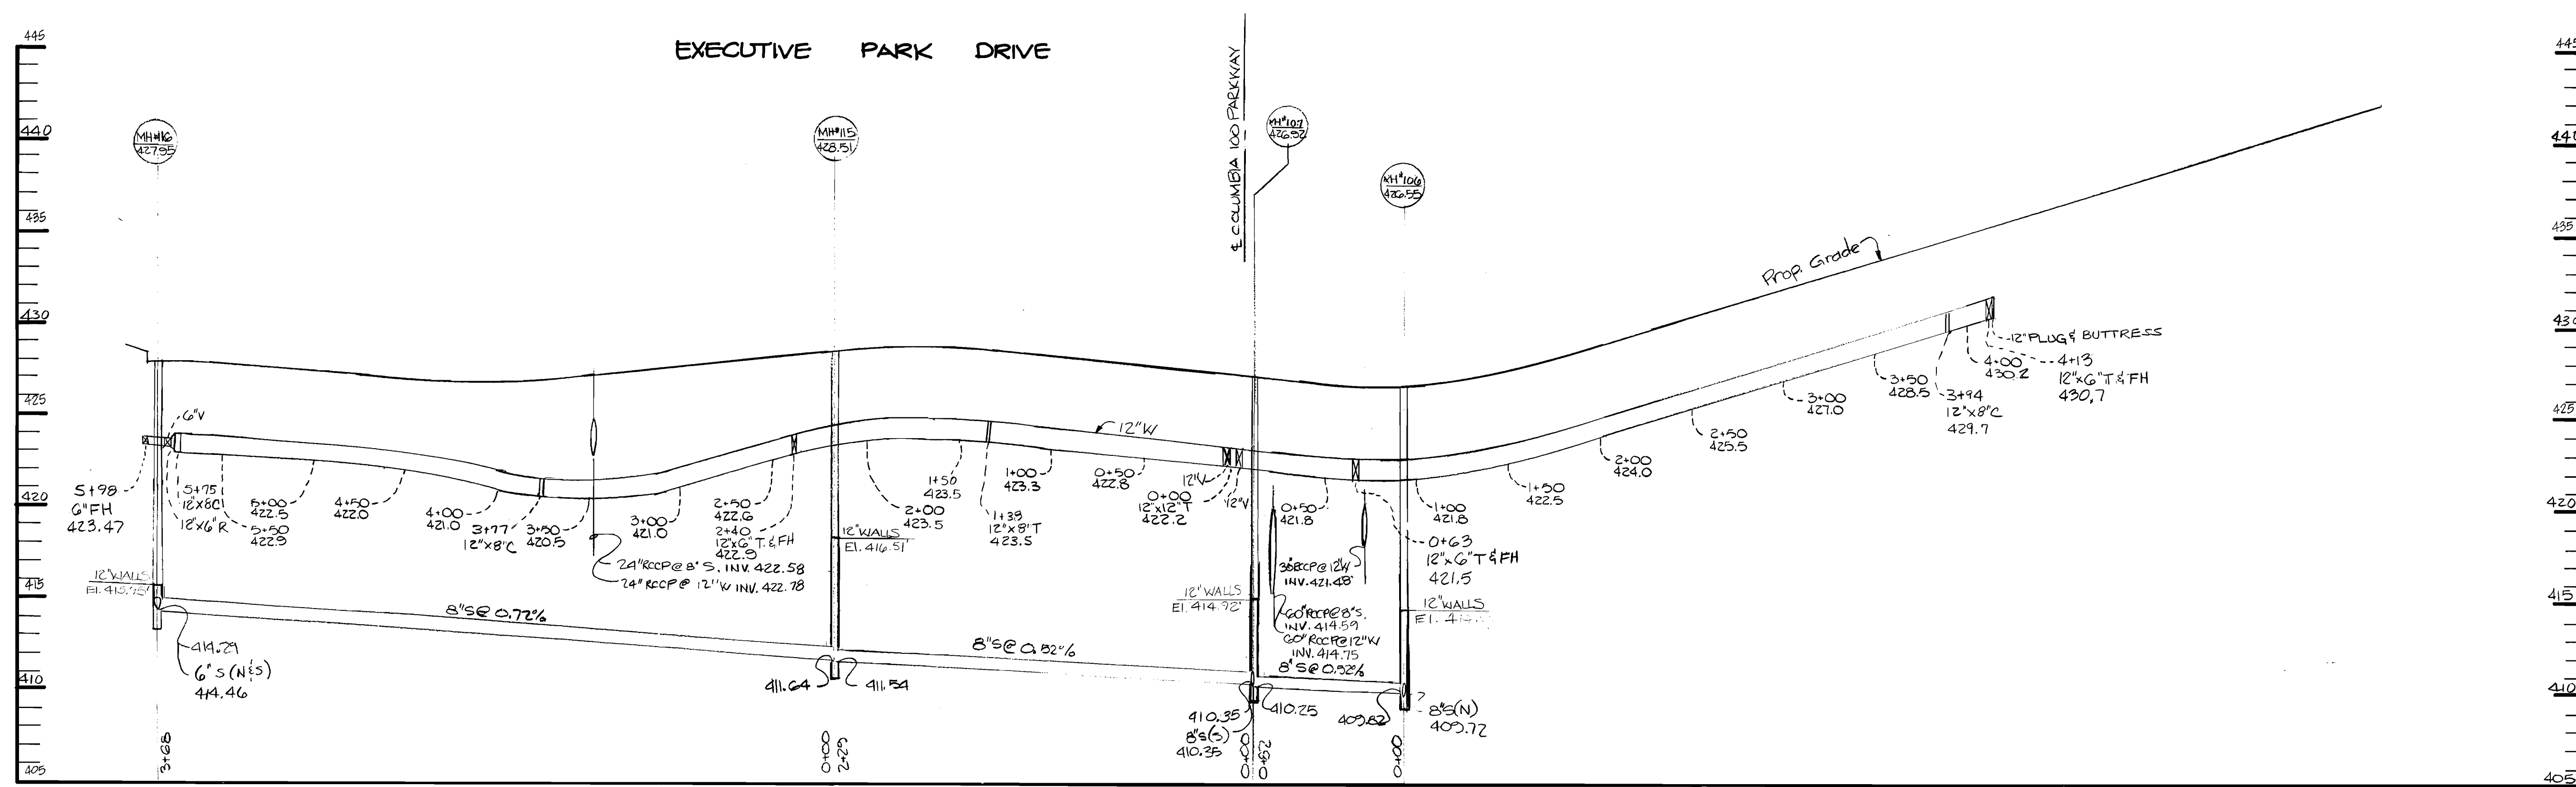 EXECUTIVE PARK DRIVE
445
440
435
430
425
420
415
410
405
MH#116
427.95
MH#115
428.51
℄ COLUMBIA 100 PARKWAY
MH#107
426.92
MH#106
426.55
Prop. Grade
12" PLUG & BUTTRESS
4+13
12"x6" T & FH
430.7
4+00
430.2
3+94
12"x8"C
429.7
3+50
428.5
3+00
427.0
2+50
425.5
2+00
424.0
1+50
422.5
1+00
421.8
0+63
12"x6" T & FH
421.5
0+50
421.8
6"V
5+98
6"FH
423.47
5+75
12"x8C
12"x6"R
5+50
422.9
5+00
422.5
4+50
422.0
4+00
421.0
3+77
12"x8"C
3+50
420.5
3+00
421.0
2+50
422.6
2+40
12"x6" T & FH
422.9
2+00
423.5
1+50
423.5
1+39
12"x8"T
423.5
12"W
1+00
423.3
0+50
422.8
12"V
0+00
12"x12"T
422.2
12"V
24"RCCP @ 8"S. INV. 422.58
24"RCCP @ 12"W INV. 422.78
12"WALLS
El. 416.51'
12"WALLS
12"WALLS
El. 414.92'
12"WALLS
36"RCCP@12"W
INV. 421.48'
60"RCCP@8"S.
INV. 414.59
60"RCCP@12"W
INV. 414.75
8"S@ 0.72%
8"S@ 0.52%
8"S@ 0.52%
414.29
6"S (N&S)
414.46
411.64
411.54
410.35
8"S(S)
410.35
410.25
409.82
8"S(N)
409.72
3+68
0+00
2+29
0+00
0+52
0+00
445
440
435
430
425
420
415
410
405